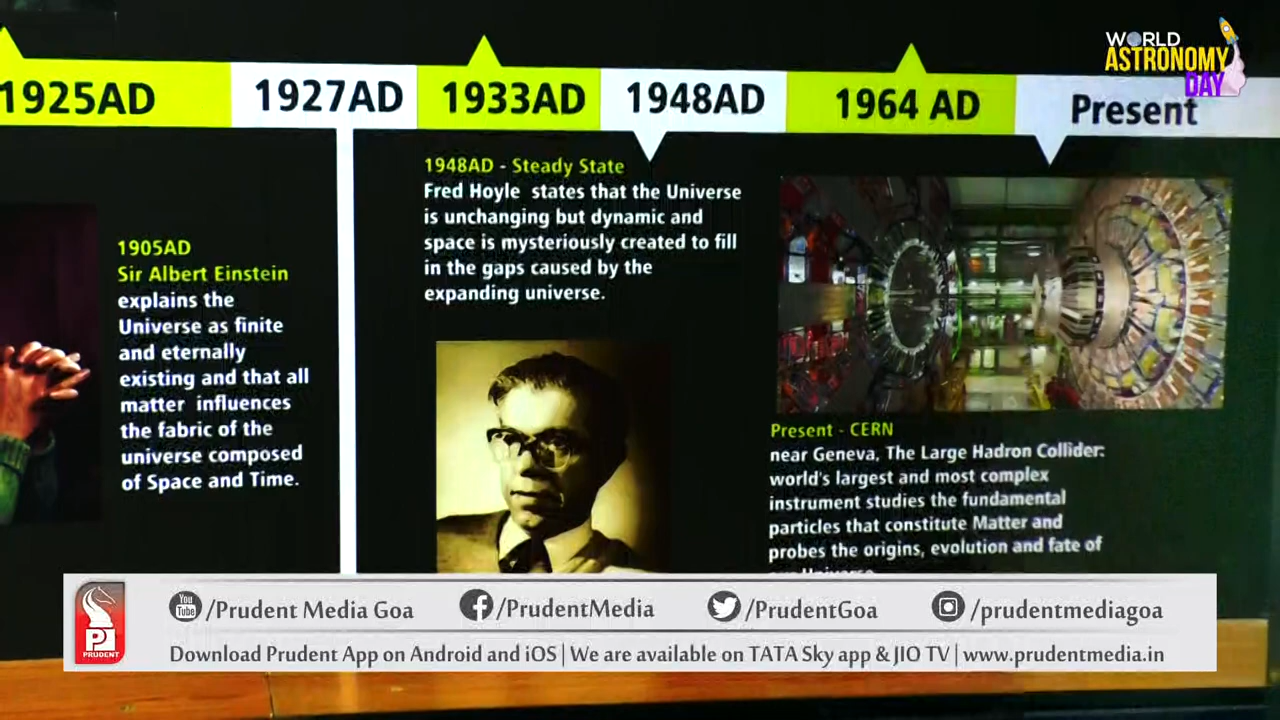 WORLD
ASTRONOMY
DAY
1925AD
1927AD
1933AD
1948AD
1964 AD
Present
1905AD
Sir Albert Einstein
explains the
Universe as finite
and eternally
existing and that all
matter influences
the fabric of the
universe composed
of Space and Time.
1948AD - Steady State
Fred Hoyle states that the Universe
is unchanging but dynamic and
space is mysteriously created to fill
in the gaps caused by the
expanding universe.
Present - CERN
near Geneva, The Large Hadron Collider:
world's largest and most complex
instrument studies the fundamental
particles that constitute Matter and
probes the origins, evolution and fate of
PRUDENT
You Tube /Prudent Media Goa
/PrudentMedia
/PrudentGoa
/prudentmediagoa
Download Prudent App on Android and iOS | We are available on TATA Sky app & JIO TV | www.prudentmedia.in